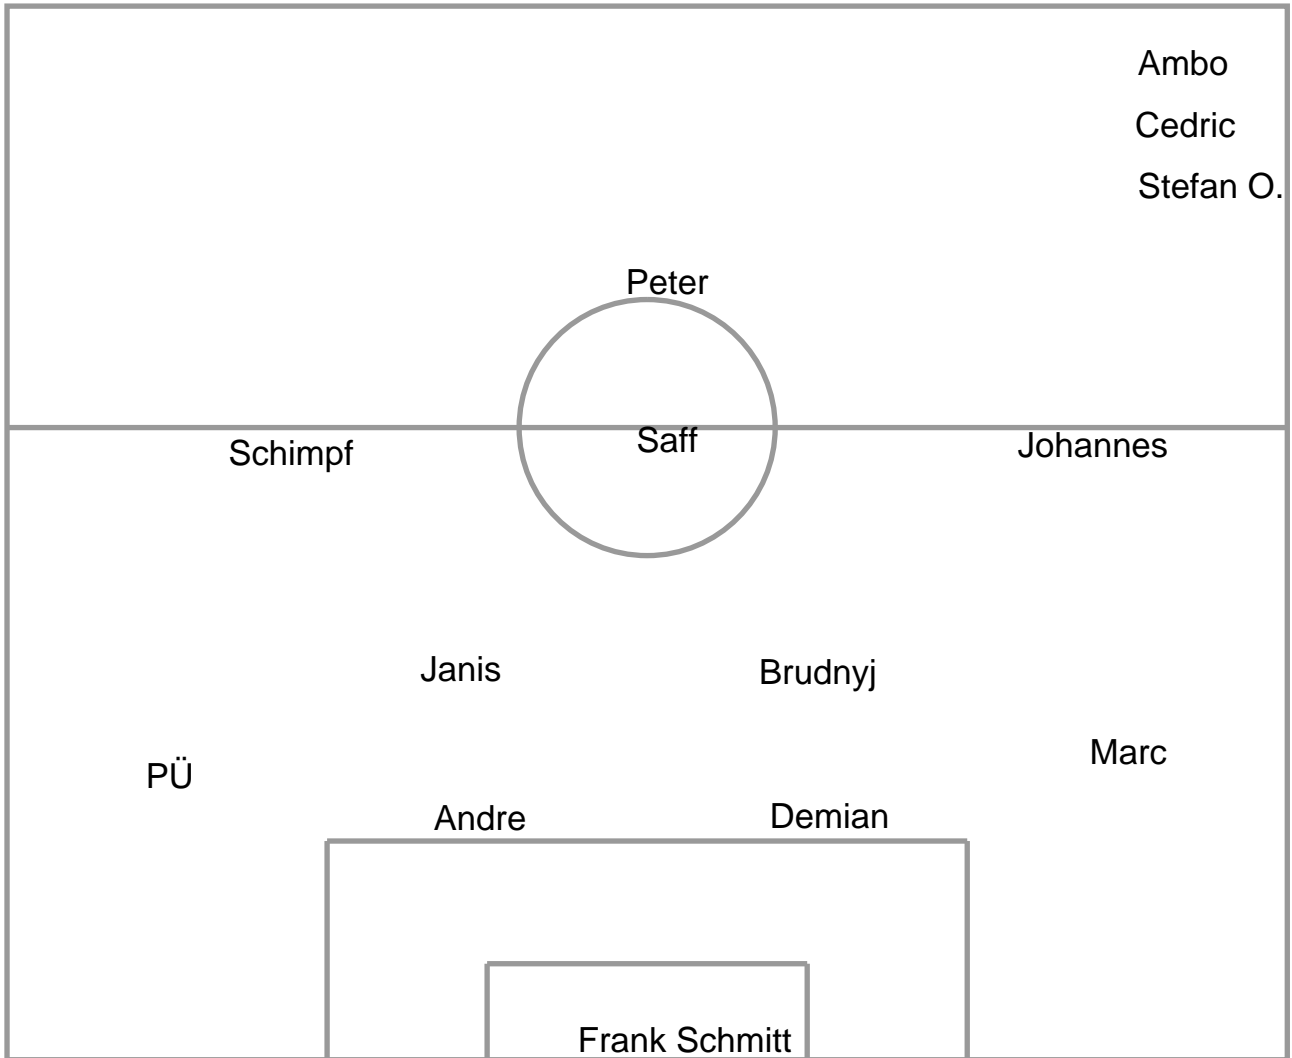 Ambo
Cedric
Stefan O.
Peter
Schimpf
Saff
Johannes
Janis
Brudnyj
Marc
PÜ
Andre
Demian
Frank Schmitt